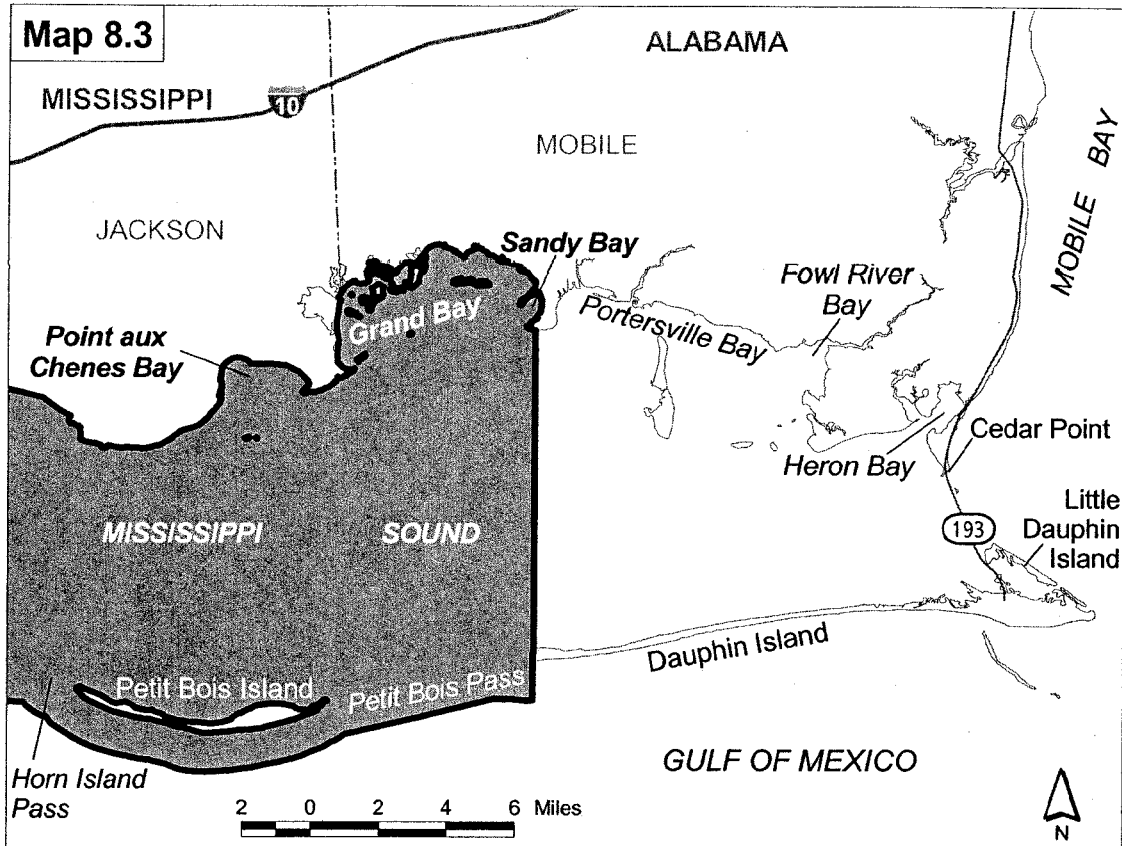 Map 8.3
ALABAMA
MISSISSIPPI
10
MOBILE
MOBILE BAY
JACKSON
Sandy Bay
Fowl River
Bay
Grand Bay
Portersville Bay
Point aux
Chenes Bay
Cedar Point
Heron Bay
Little
Dauphin
Island
MISSISSIPPI SOUND
193
Dauphin Island
Petit Bois Island
Petit Bois Pass
GULF OF MEXICO
Horn Island
Pass
2 0 2 4 6 Miles
N